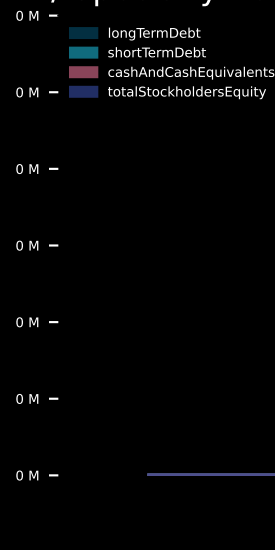 0 M
longTermDebt
shortTermDebt
cashAndCashEquivalents
0 M
totalStockholdersEquity
0 M
0 M
0 M
0 M
0 M